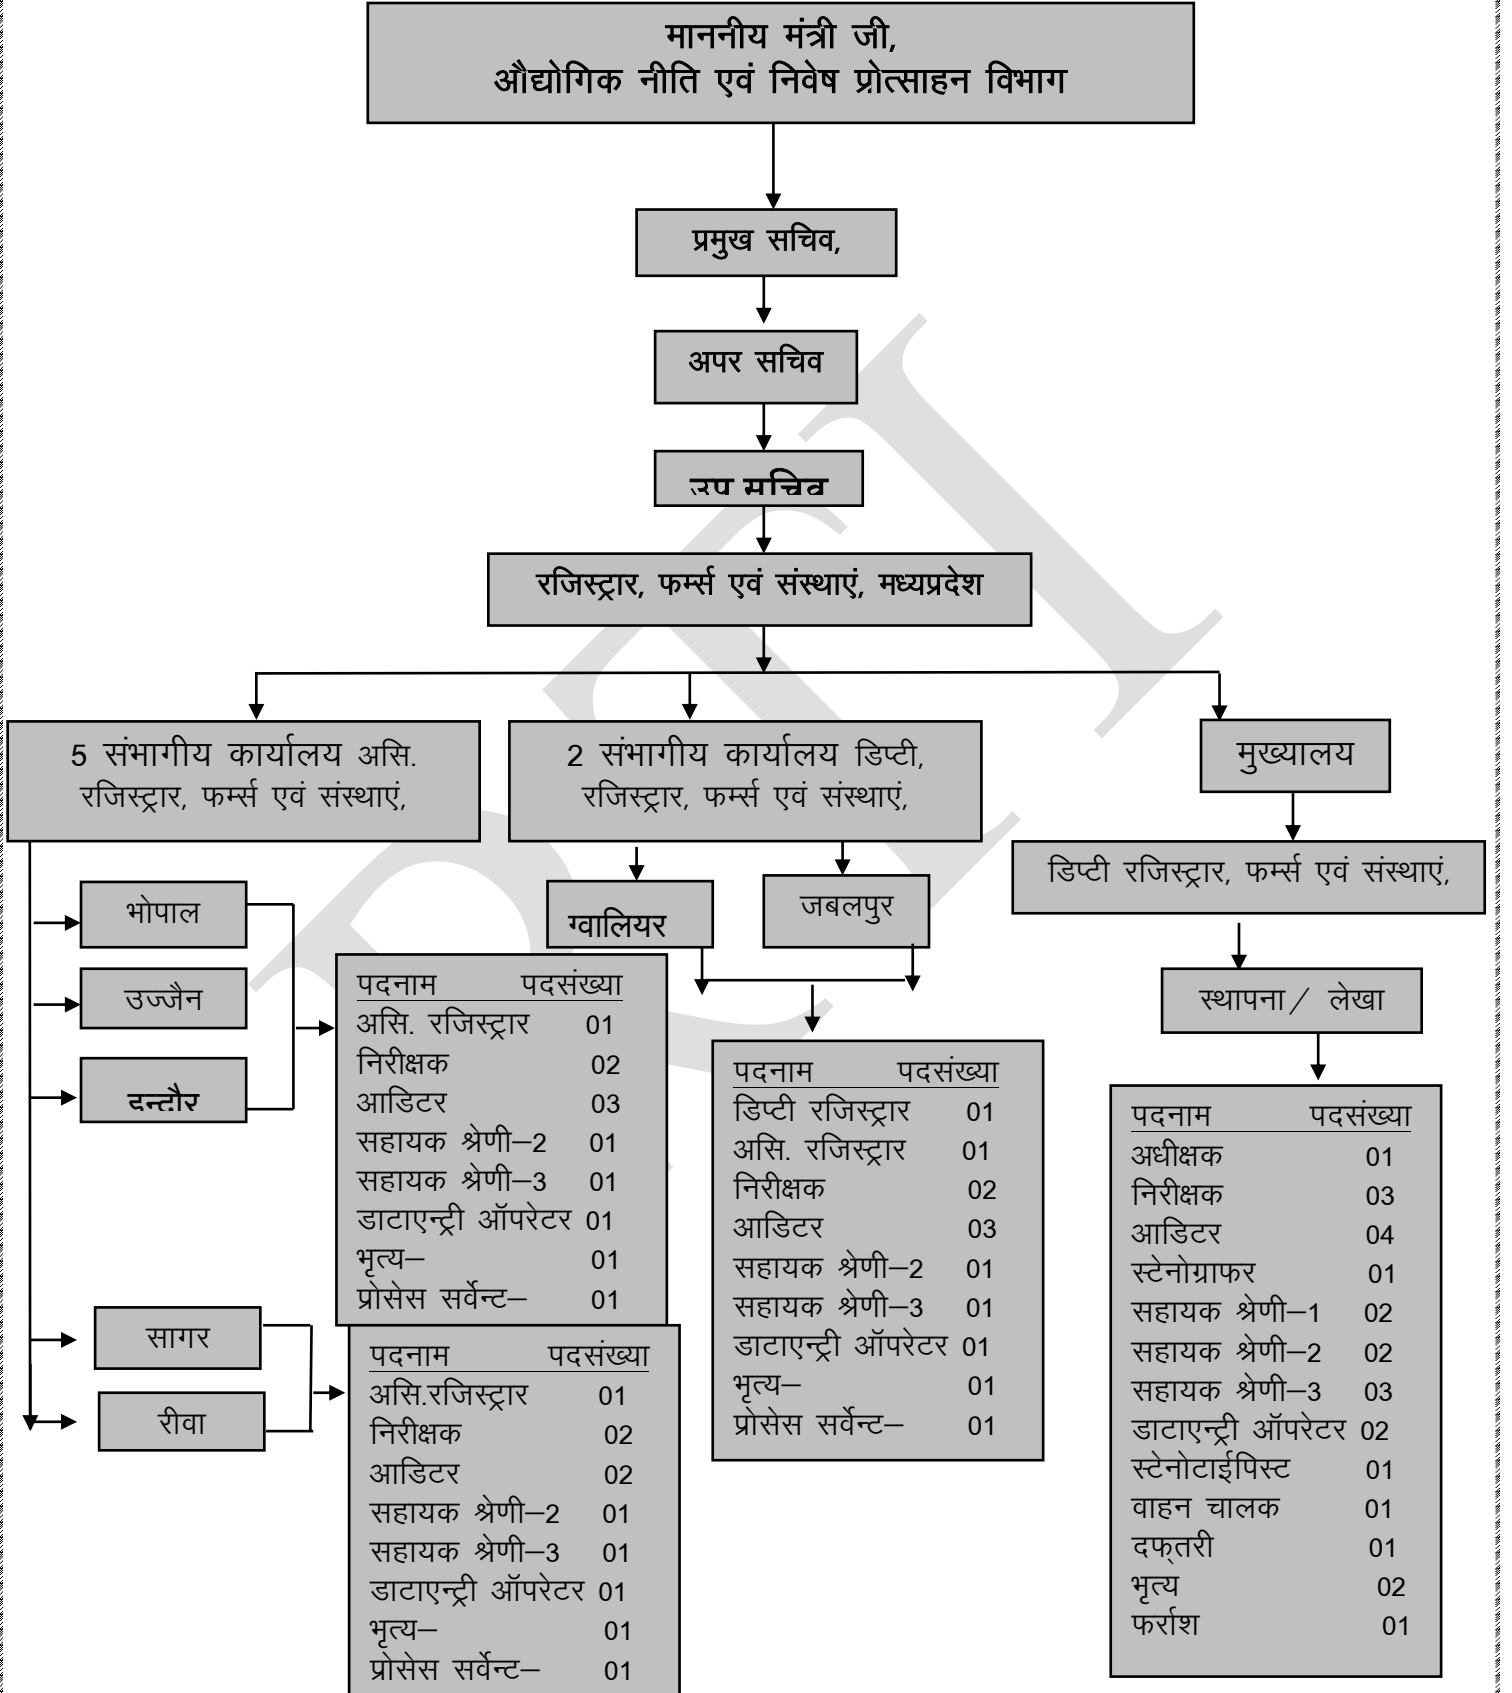 माननीय मंत्री जी,
औद्योगिक नीति एवं निवेष प्रोत्साहन विभाग
प्रमुख सचिव,
अपर सचिव
उप सचिव
रजिस्ट्रार, फर्म्स एवं संस्थाएं, मध्यप्रदेश
5 संभागीय कार्यालय असि.
रजिस्ट्रार, फर्म्स एवं संस्थाएं,
2 संभागीय कार्यालय डिप्टी,
रजिस्ट्रार, फर्म्स एवं संस्थाएं,
मुख्यालय
डिप्टी रजिस्ट्रार, फर्म्स एवं संस्थाएं,
स्थापना/ लेखा
भोपाल
उज्जैन
इन्दौर
पदनाम पदसंख्या
असि. रजिस्ट्रार 01
निरीक्षक 02
आडिटर 03
सहायक श्रेणी–2 01
सहायक श्रेणी–3 01
डाटाएन्ट्री ऑपरेटर 01
भृत्य– 01
प्रोसेस सर्वेन्ट– 01
सागर
रीवा
पदनाम पदसंख्या
असि.रजिस्ट्रार 01
निरीक्षक 02
आडिटर 02
सहायक श्रेणी–2 01
सहायक श्रेणी–3 01
डाटाएन्ट्री ऑपरेटर 01
भृत्य– 01
प्रोसेस सर्वेन्ट– 01
ग्वालियर
जबलपुर
पदनाम पदसंख्या
डिप्टी रजिस्ट्रार 01
असि. रजिस्ट्रार 01
निरीक्षक 02
आडिटर 03
सहायक श्रेणी–2 01
सहायक श्रेणी–3 01
डाटाएन्ट्री ऑपरेटर 01
भृत्य– 01
प्रोसेस सर्वेन्ट– 01
पदनाम पदसंख्या
अधीक्षक 01
निरीक्षक 03
आडिटर 04
स्टेनोग्राफर 01
सहायक श्रेणी–1 02
सहायक श्रेणी–2 02
सहायक श्रेणी–3 03
डाटाएन्ट्री ऑपरेटर 02
स्टेनोटाईपिस्ट 01
वाहन चालक 01
दफ्तरी 01
भृत्य 02
फर्राश 01
RTI